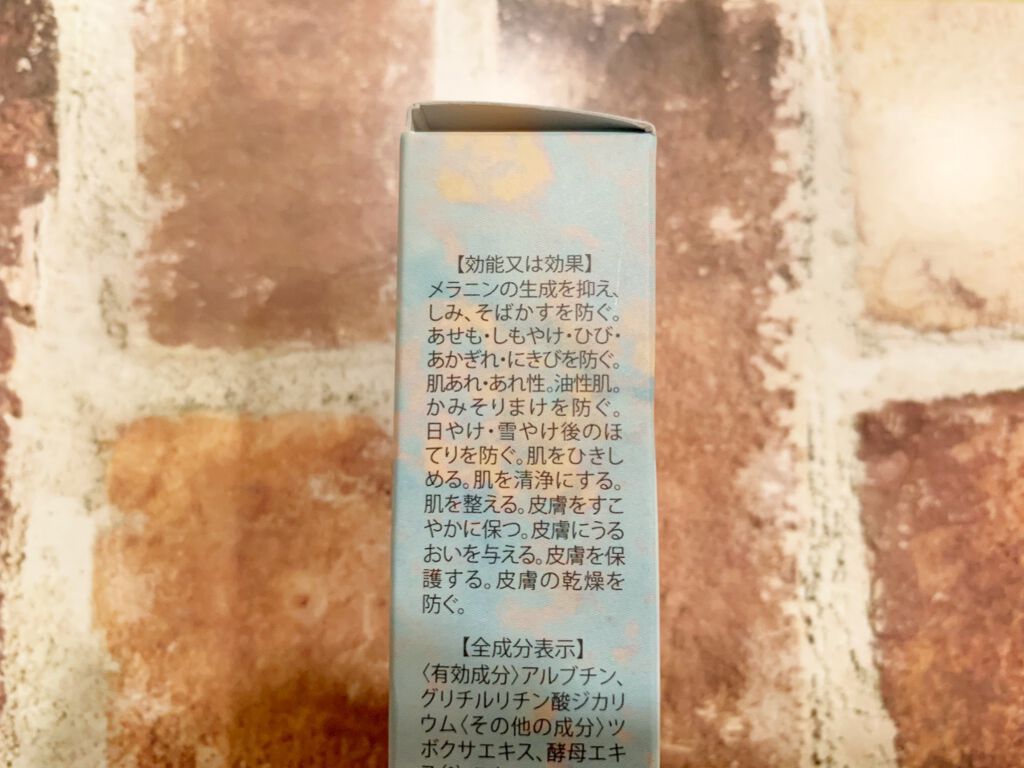 【効能又は効果】
メラニンの生成を抑え、
しみ、そばかすを防ぐ。
あせも・しもやけ・ひび・
あかぎれ・にきびを防ぐ。
肌あれ・あれ性。油性肌。
かみそりまけを防ぐ。
日やけ・雪やけ後のほ
てりを防ぐ。肌をひきし
める。肌を清浄にする。
肌を整える。皮膚をすこ
やかに保つ。皮膚にうる
おいを与える。皮膚を保
護する。皮膚の乾燥を
防ぐ。
【全成分表示】
〈有効成分〉アルブチン、
グリチルリチン酸ジカリ
ウム〈その他の成分〉ツ
ボクサエキス、酵母エキ